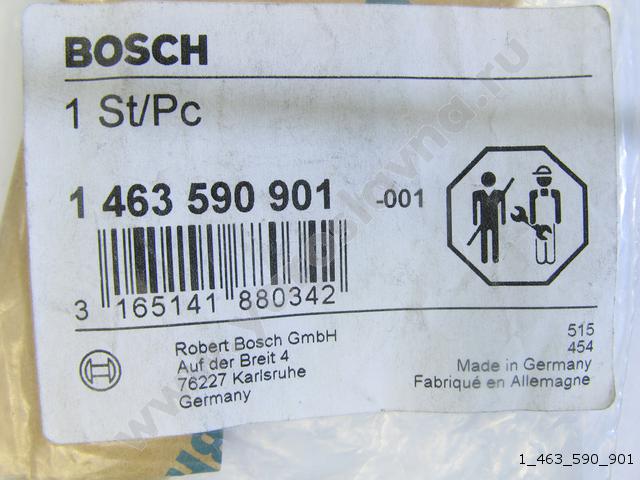 BOSCH
1 St/Pc
1 463 590 901 -001
3 165141 880342
Robert Bosch GmbH
Auf der Breit 4
76227 Karlsruhe
Germany
515
454
Made in Germany
Fabriqué en Allemagne
1_463_590_901